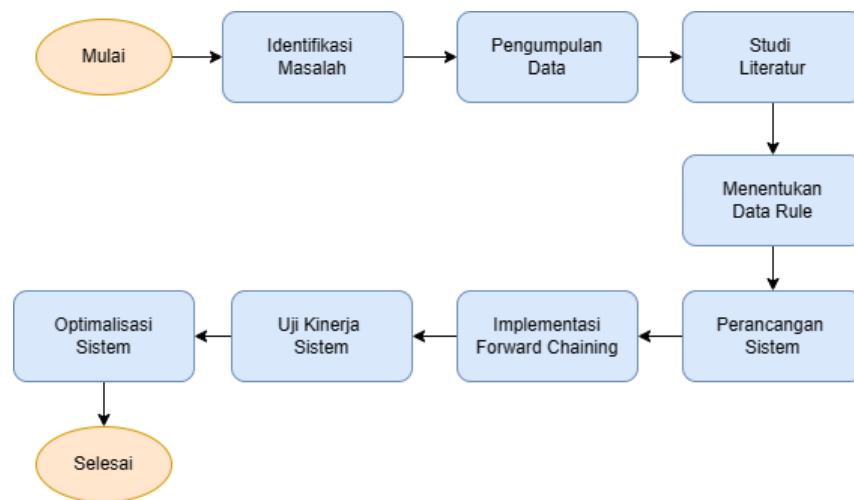 Mulai
Identifikasi
Masalah
Pengumpulan
Data
Studi
Literatur
Menentukan
Data Rule
Perancangan
Sistem
Implementasi
Forward Chaining
Uji Kinerja
Sistem
Optimalisasi
Sistem
Selesai